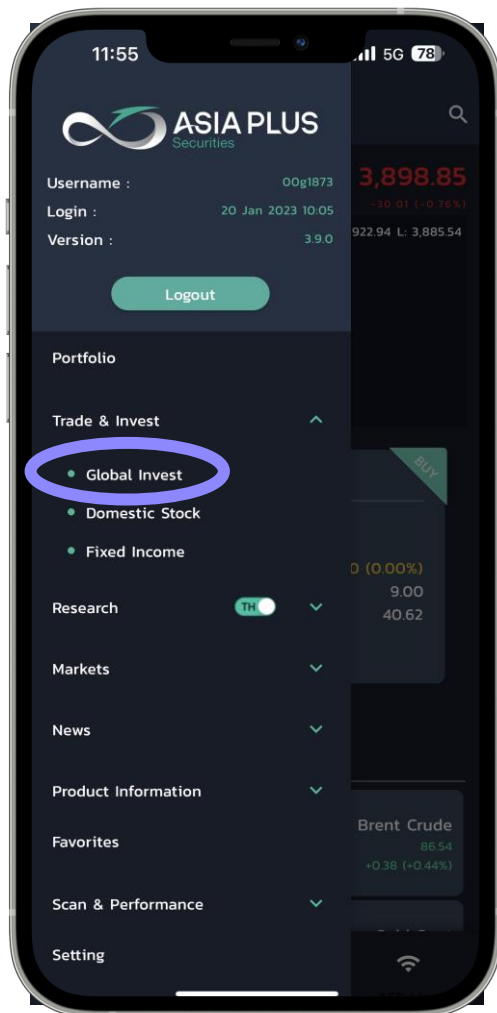 11:55
5G 78
ASIA PLUS
Securities
Username : 00g1873
Login : 20 Jan 2023 10:05
Version : 3.9.0
Logout
3,898.85
-30.01 (-0.76%)
922.94 L: 3,885.54
Portfolio
Trade & Invest
Global Invest
Domestic Stock
Fixed Income
BUY
0 (0.00%)
9.00
40.62
Research TH
Markets
News
Product Information
Favorites
Scan & Performance
Setting
Brent Crude
86.54
+0.38 (+0.44%)